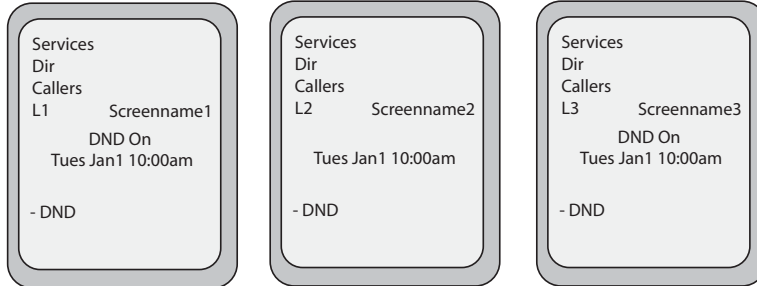 Services
Dir
Callers
L1 Screenname1
DND On
Tues Jan1 10:00am
- DND
Services
Dir
Callers
L2 Screenname2
Tues Jan1 10:00am
- DND
Services
Dir
Callers
L3 Screenname3
DND On
Tues Jan1 10:00am
- DND